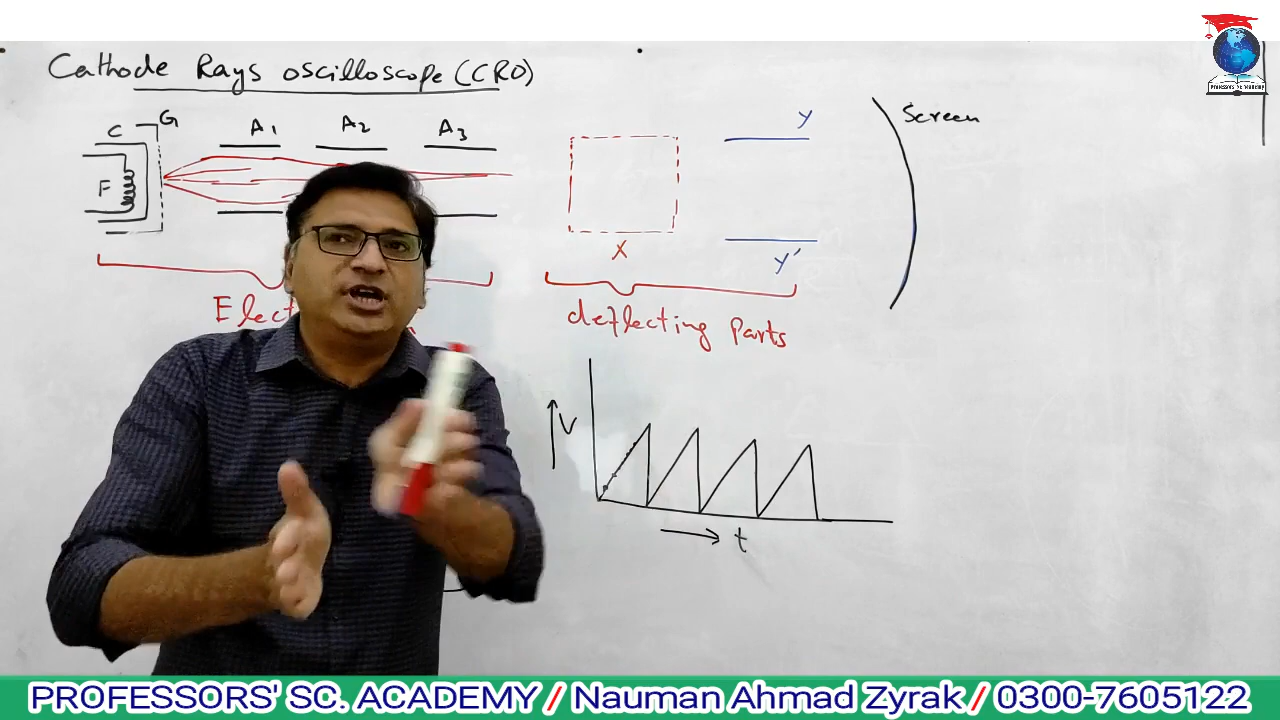 Cathode Rays oscilloscope (CRO)
C G A1 A2 A3
F
y
Screen
X
y'
deflecting parts
V
t
PROFESSORS' SC. ACADEMY / Nauman Ahmad Zyrak / 0300-7605122